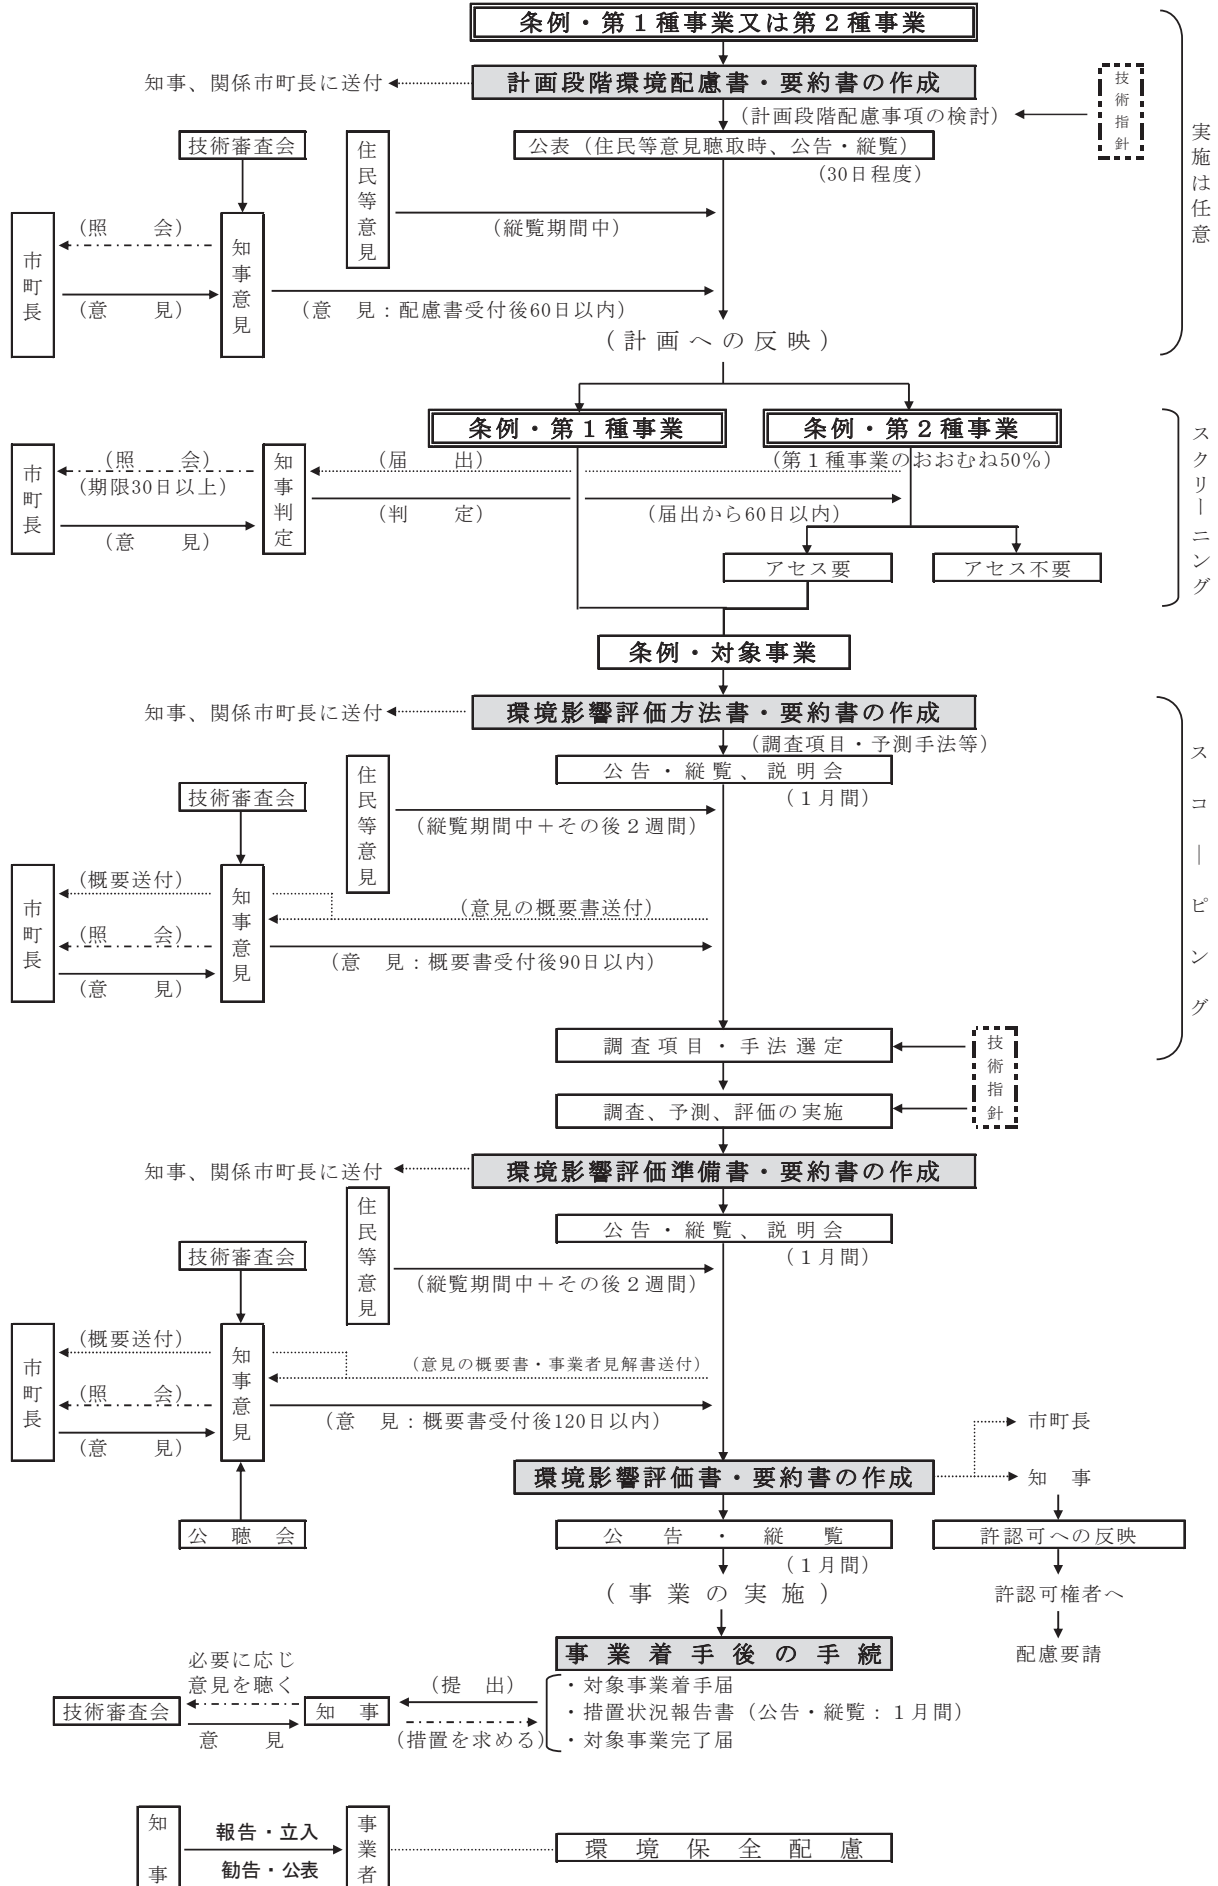 条例・第１種事業又は第２種事業
知事、関係市町長に送付
計画段階環境配慮書・要約書の作成
(計画段階配慮事項の検討)
技術指針
実施は任意
技術審査会
住民等意見
公表（住民等意見聴取時、公告・縦覧）
(30日程度)
(縦覧期間中)
市町長
(照　　会)
(意　　見)
知事意見
(意　見：配慮書受付後60日以内)
（計画への反映）
条例・第１種事業
条例・第２種事業
(第１種事業のおおむね50％)
スクリーニング
市町長
(照　　会)
(期限30日以上)
(意　　見)
知事判定
(届　　出)
(判　　定)
(届出から60日以内)
アセス要
アセス不要
条例・対象事業
知事、関係市町長に送付
環境影響評価方法書・要約書の作成
(調査項目・予測手法等)
スコーピング
公告・縦覧、説明会
(１月間)
技術審査会
住民等意見
(縦覧期間中＋その後２週間)
市町長
(概要送付)
(照　　会)
(意　　見)
知事意見
(意見の概要書送付)
(意　見：概要書受付後90日以内)
調査項目・手法選定
技術指針
調査、予測、評価の実施
知事、関係市町長に送付
環境影響評価準備書・要約書の作成
公告・縦覧、説明会
(１月間)
技術審査会
住民等意見
(縦覧期間中＋その後２週間)
市町長
(概要送付)
(照　　会)
(意　　見)
知事意見
(意見の概要書・事業者見解書送付)
(意　見：概要書受付後120日以内)
市町長
環境影響評価書・要約書の作成
知　事
公聴会
公　告・縦　覧
(１月間)
許認可への反映
（事業の実施）
許認可権者へ
配慮要請
事業着手後の手続
・対象事業着手届
・措置状況報告書（公告・縦覧：１月間）
・対象事業完了届
必要に応じ
意見を聴く
技術審査会
意　　見
知　事
(提　出)
(措置を求める)
知　事
報告・立入
勧告・公表
事業者
環境保全配慮